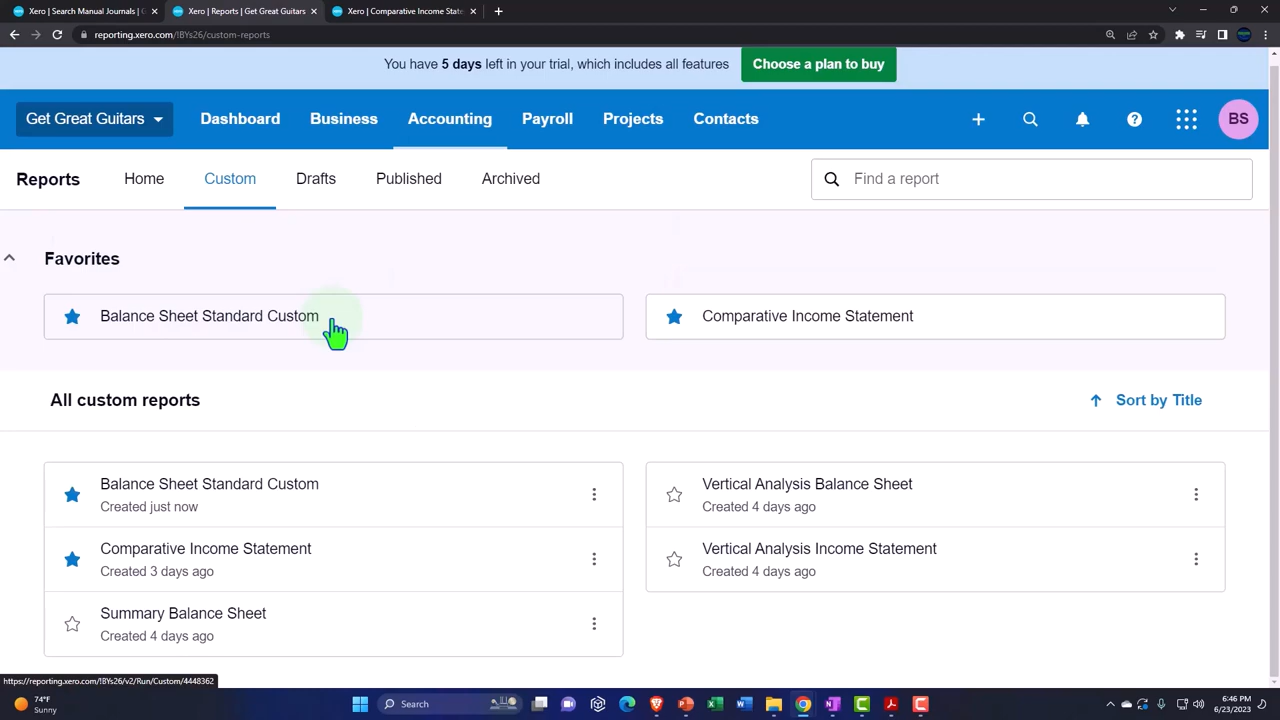 Xero | Search Manual Journals | G
Xero | Reports | Get Great Guitars
Xero | Comparative Income State
reporting.xero.com/!BYs26/custom-reports
You have 5 days left in your trial, which includes all features
Choose a plan to buy
Get Great Guitars
Dashboard
Business
Accounting
Payroll
Projects
Contacts
BS
Reports
Home
Custom
Drafts
Published
Archived
Find a report
Favorites
Balance Sheet Standard Custom
Comparative Income Statement
All custom reports
Sort by Title
Balance Sheet Standard Custom
Created just now
Comparative Income Statement
Created 3 days ago
Summary Balance Sheet
Created 4 days ago
Vertical Analysis Balance Sheet
Created 4 days ago
Vertical Analysis Income Statement
Created 4 days ago
https://reporting.xero.com/!BYs26/v2/Run/Custom/4448362
74°F
Sunny
Search
6:46 PM
6/23/2023